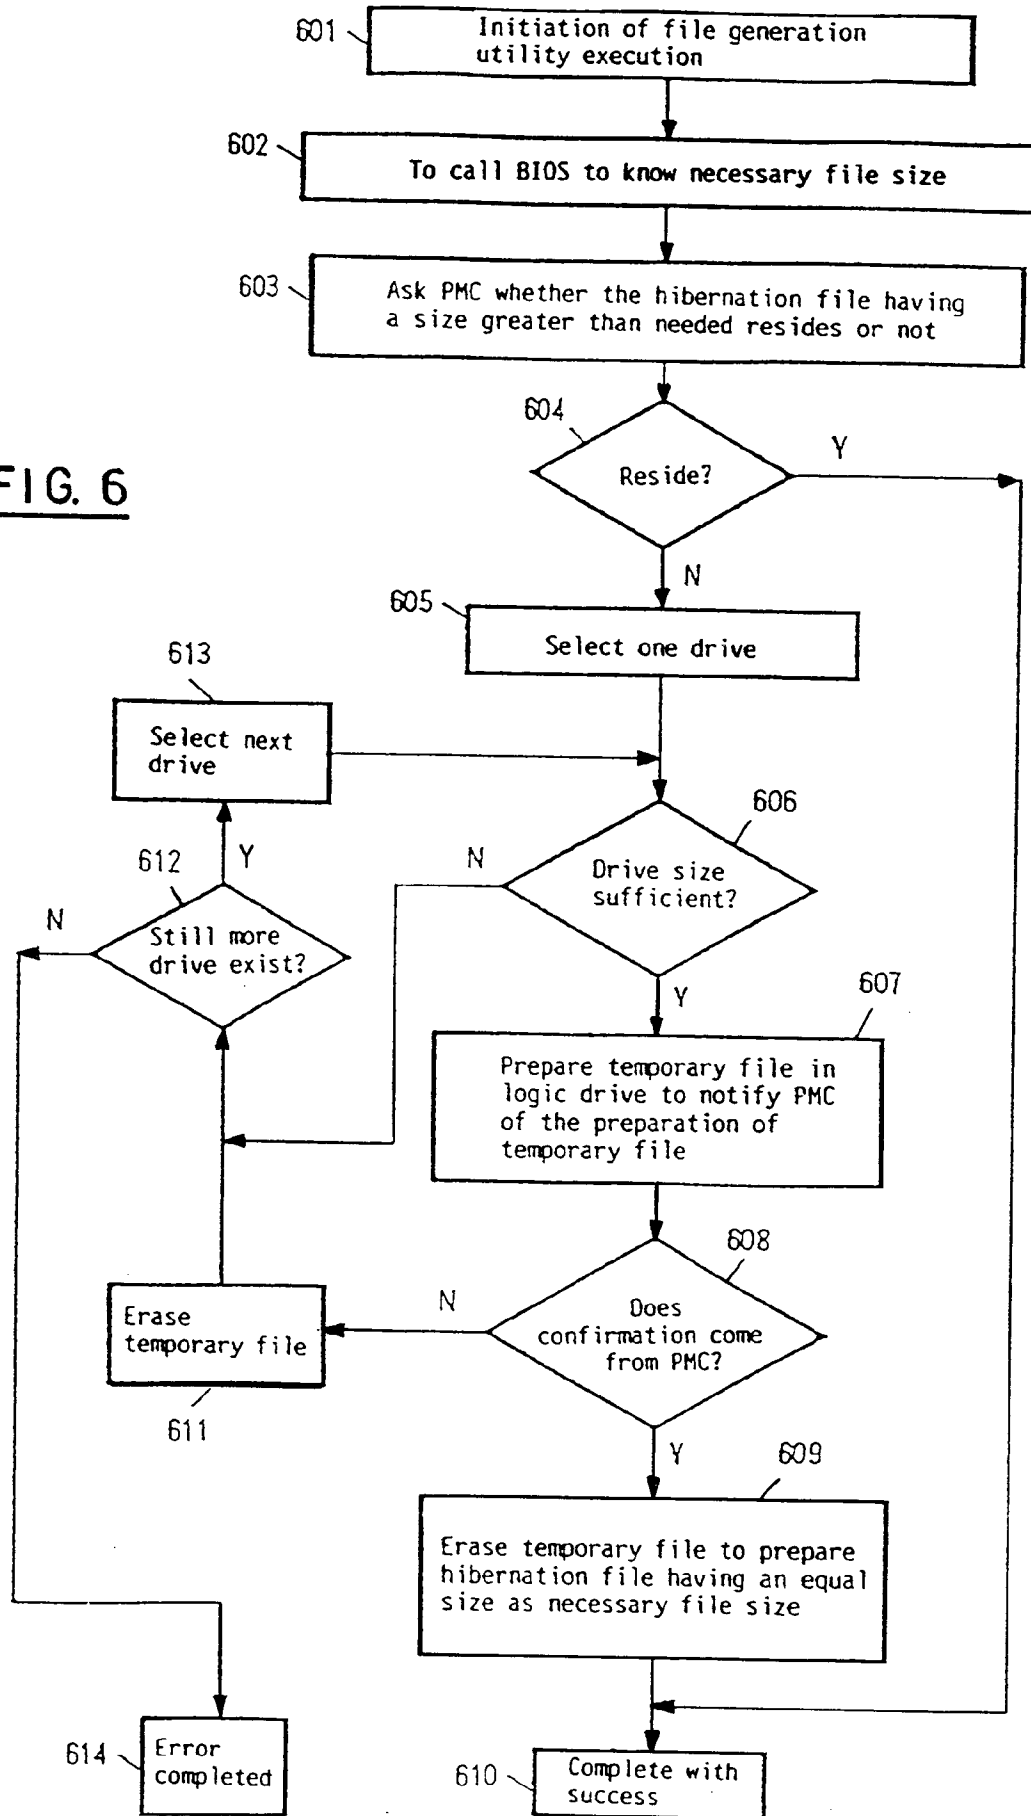 601
Initiation of file generation
utility execution
602
To call BIOS to know necessary file size
603
Ask PMC whether the hibernation file having
a size greater than needed resides or not
604
Reside?
Y
FIG. 6
N
605
Select one drive
613
Select next
drive
606
612
Y
N
Drive size
sufficient?
N
Still more
drive exist?
Y
607
Prepare temporary file in
logic drive to notify PMC
of the preparation of
temporary file
608
N
Does
confirmation come
from PMC?
Erase
temporary file
611
Y
609
Erase temporary file to prepare
hibernation file having an equal
size as necessary file size
614
Error
completed
610
Complete with
success